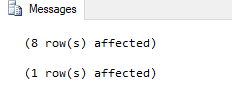 Messages
(8 row(s) affected)
(1 row(s) affected)